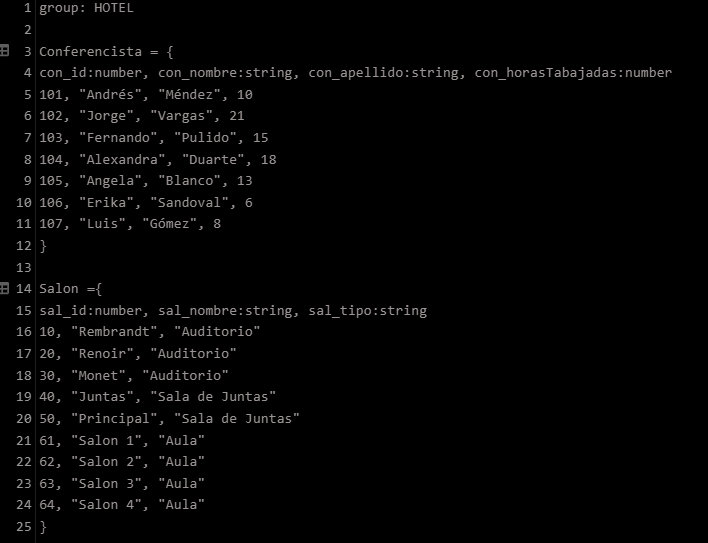 1 group: HOTEL
2
3 Conferencista = {
4 con_id:number, con_nombre:string, con_apellido:string, con_horasTabajadas:number
5 101, "Andrés", "Méndez", 10
6 102, "Jorge", "Vargas", 21
7 103, "Fernando", "Pulido", 15
8 104, "Alexandra", "Duarte", 18
9 105, "Angela", "Blanco", 13
10 106, "Erika", "Sandoval", 6
11 107, "Luis", "Gómez", 8
12 }
13
14 Salon ={
15 sal_id:number, sal_nombre:string, sal_tipo:string
16 10, "Rembrandt", "Auditorio"
17 20, "Renoir", "Auditorio"
18 30, "Monet", "Auditorio"
19 40, "Juntas", "Sala de Juntas"
20 50, "Principal", "Sala de Juntas"
21 61, "Salon 1", "Aula"
22 62, "Salon 2", "Aula"
23 63, "Salon 3", "Aula"
24 64, "Salon 4", "Aula"
25 }